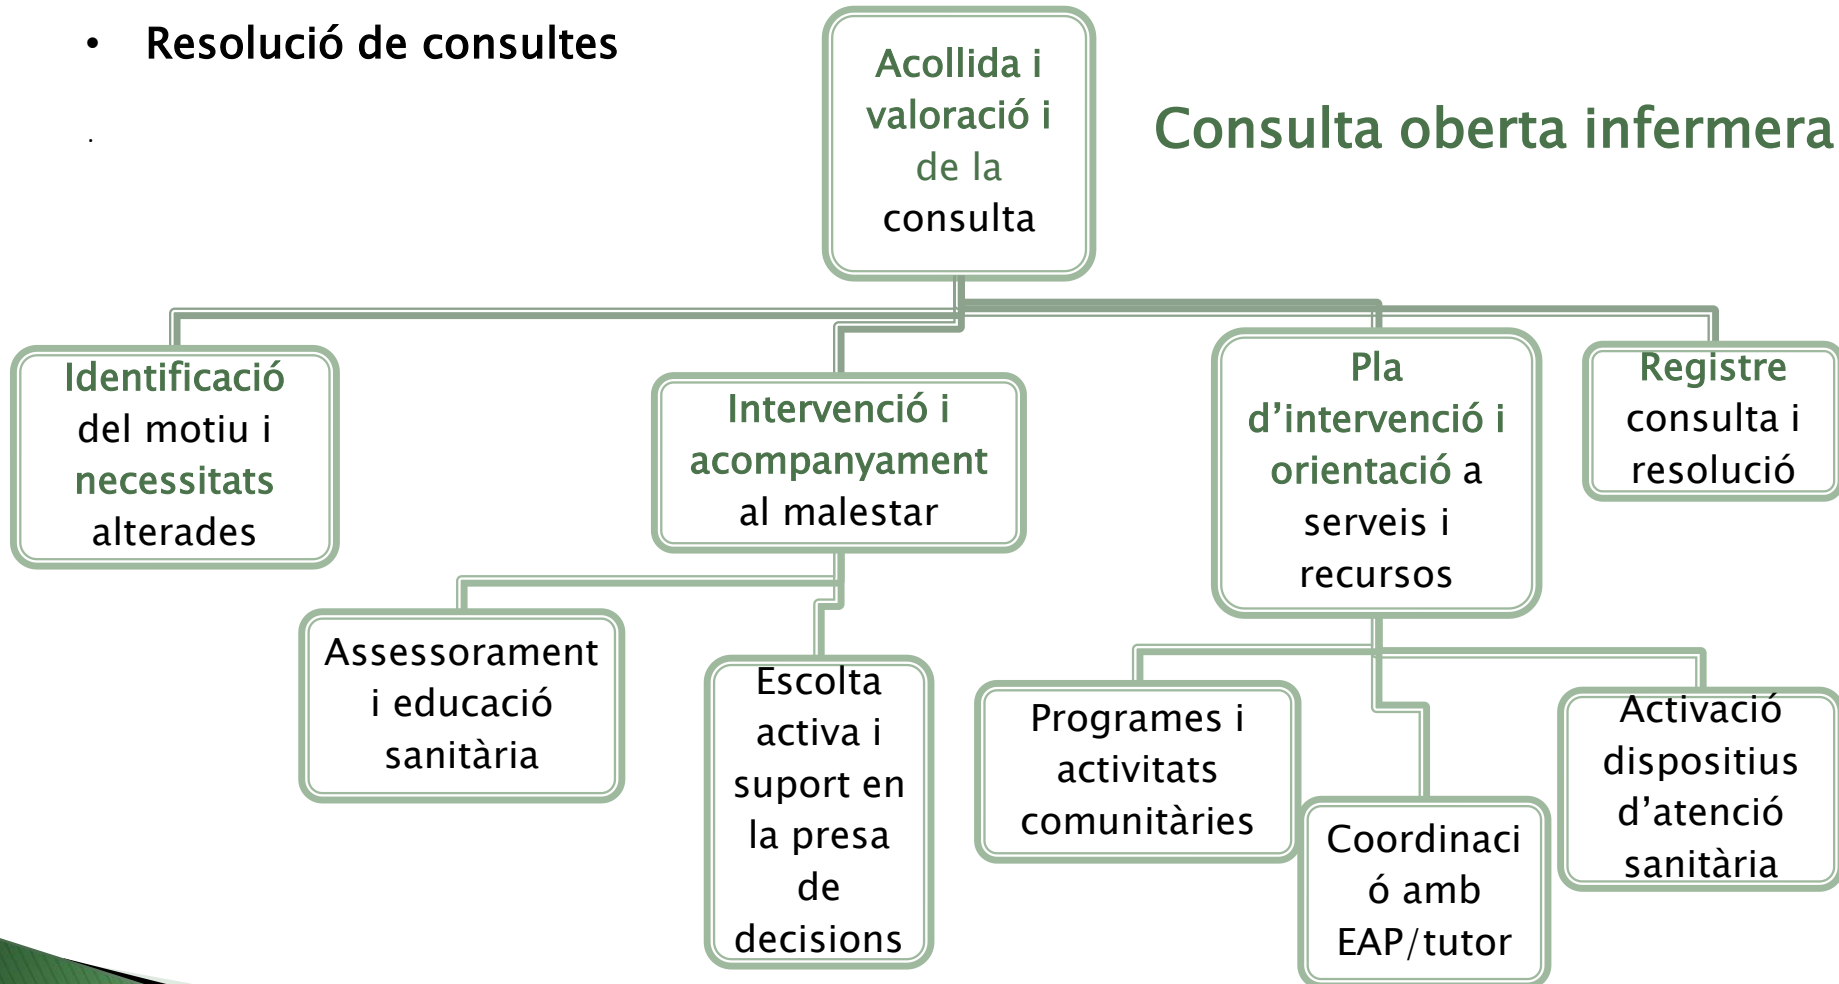 • Resolució de consultes
.
Acollida i
valoració i
de la
consulta
Consulta oberta infermera
Identificació
del motiu i
necessitats
alterades
Intervenció i
acompanyament
al malestar
Pla
d’intervenció i
orientació a
serveis i
recursos
Registre
consulta i
resolució
Assessorament
i educació
sanitària
Escolta
activa i
suport en
la presa
de
decisions
Programes i
activitats
comunitàries
Coordinaci
ó amb
EAP/tutor
Activació
dispositius
d’atenció
sanitària